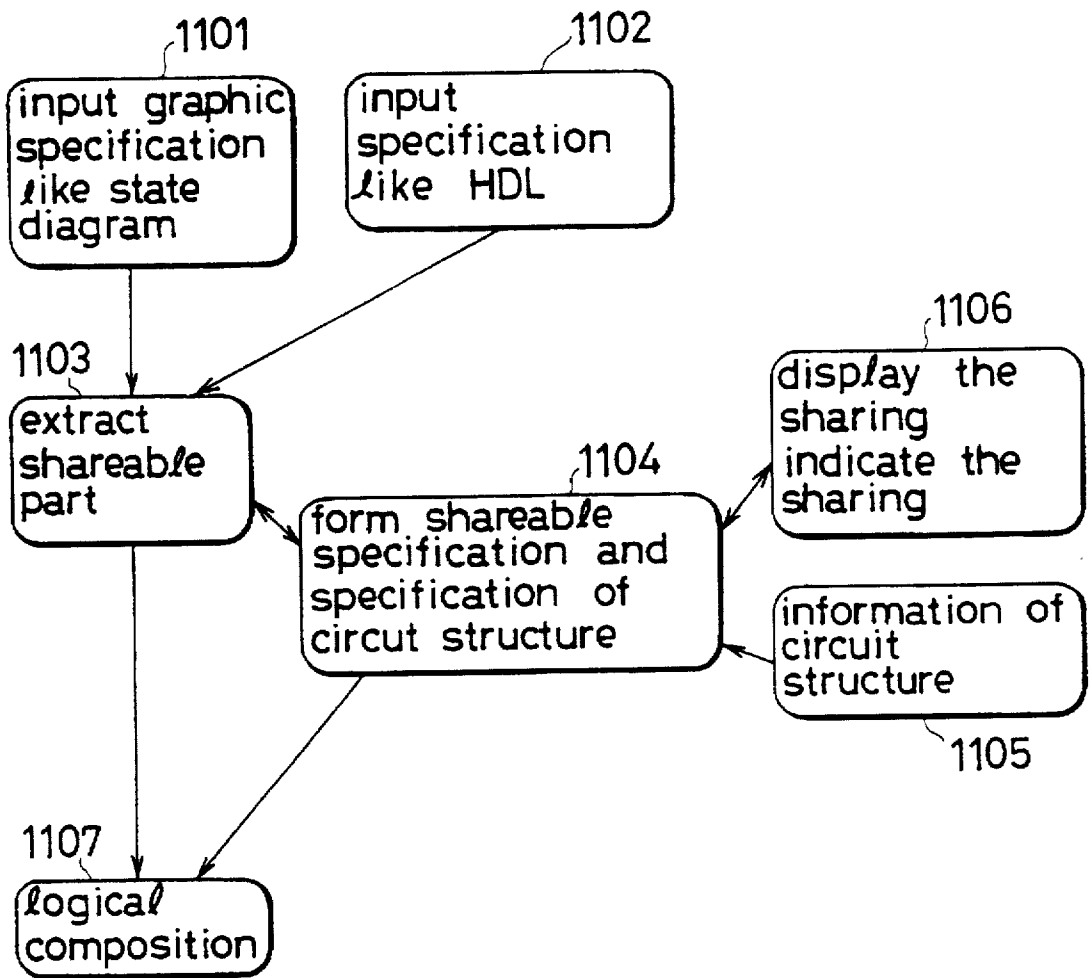 1101
input graphic
specification
like state
diagram
1102
input
specification
like HDL
1103
extract
shareable
part
1104
form shareable
specification and
specification of
circut structure
1106
display the
sharing
indicate the
sharing
information of
circuit
structure
1105
1107
logical
composition